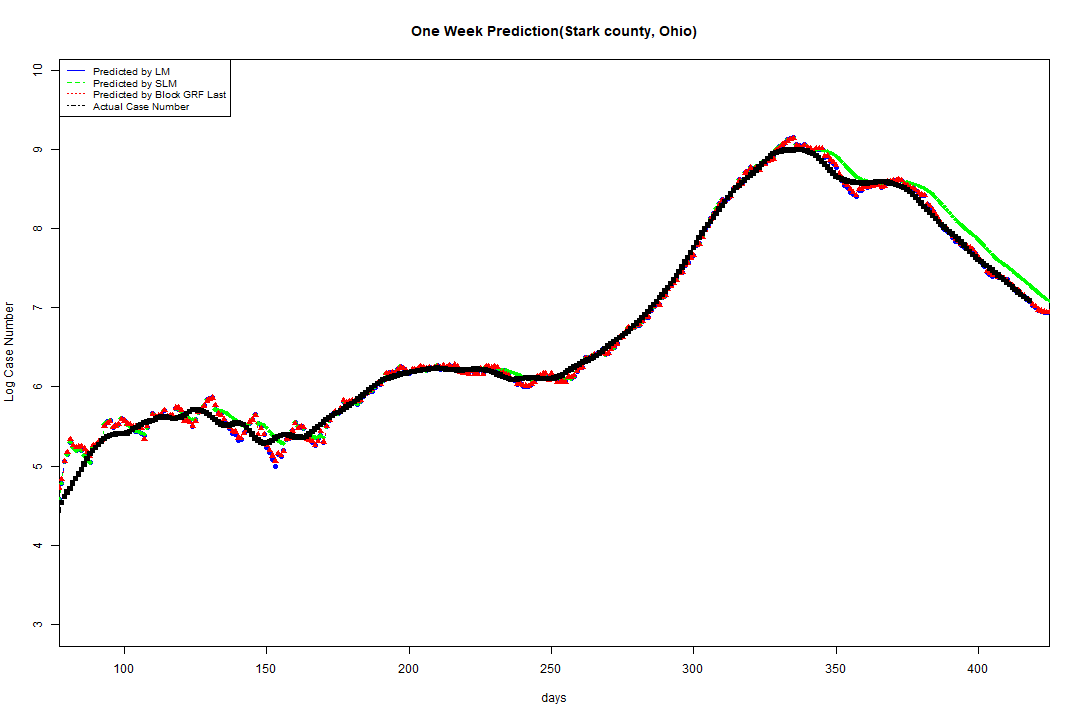 One Week Prediction(Stark county, Ohio)
Predicted by LM
Predicted by SLM
Predicted by Block GRF Last
Actual Case Number
10
9
8
7
6
5
4
3
Log Case Number
100 150 200 250 300 350 400
days